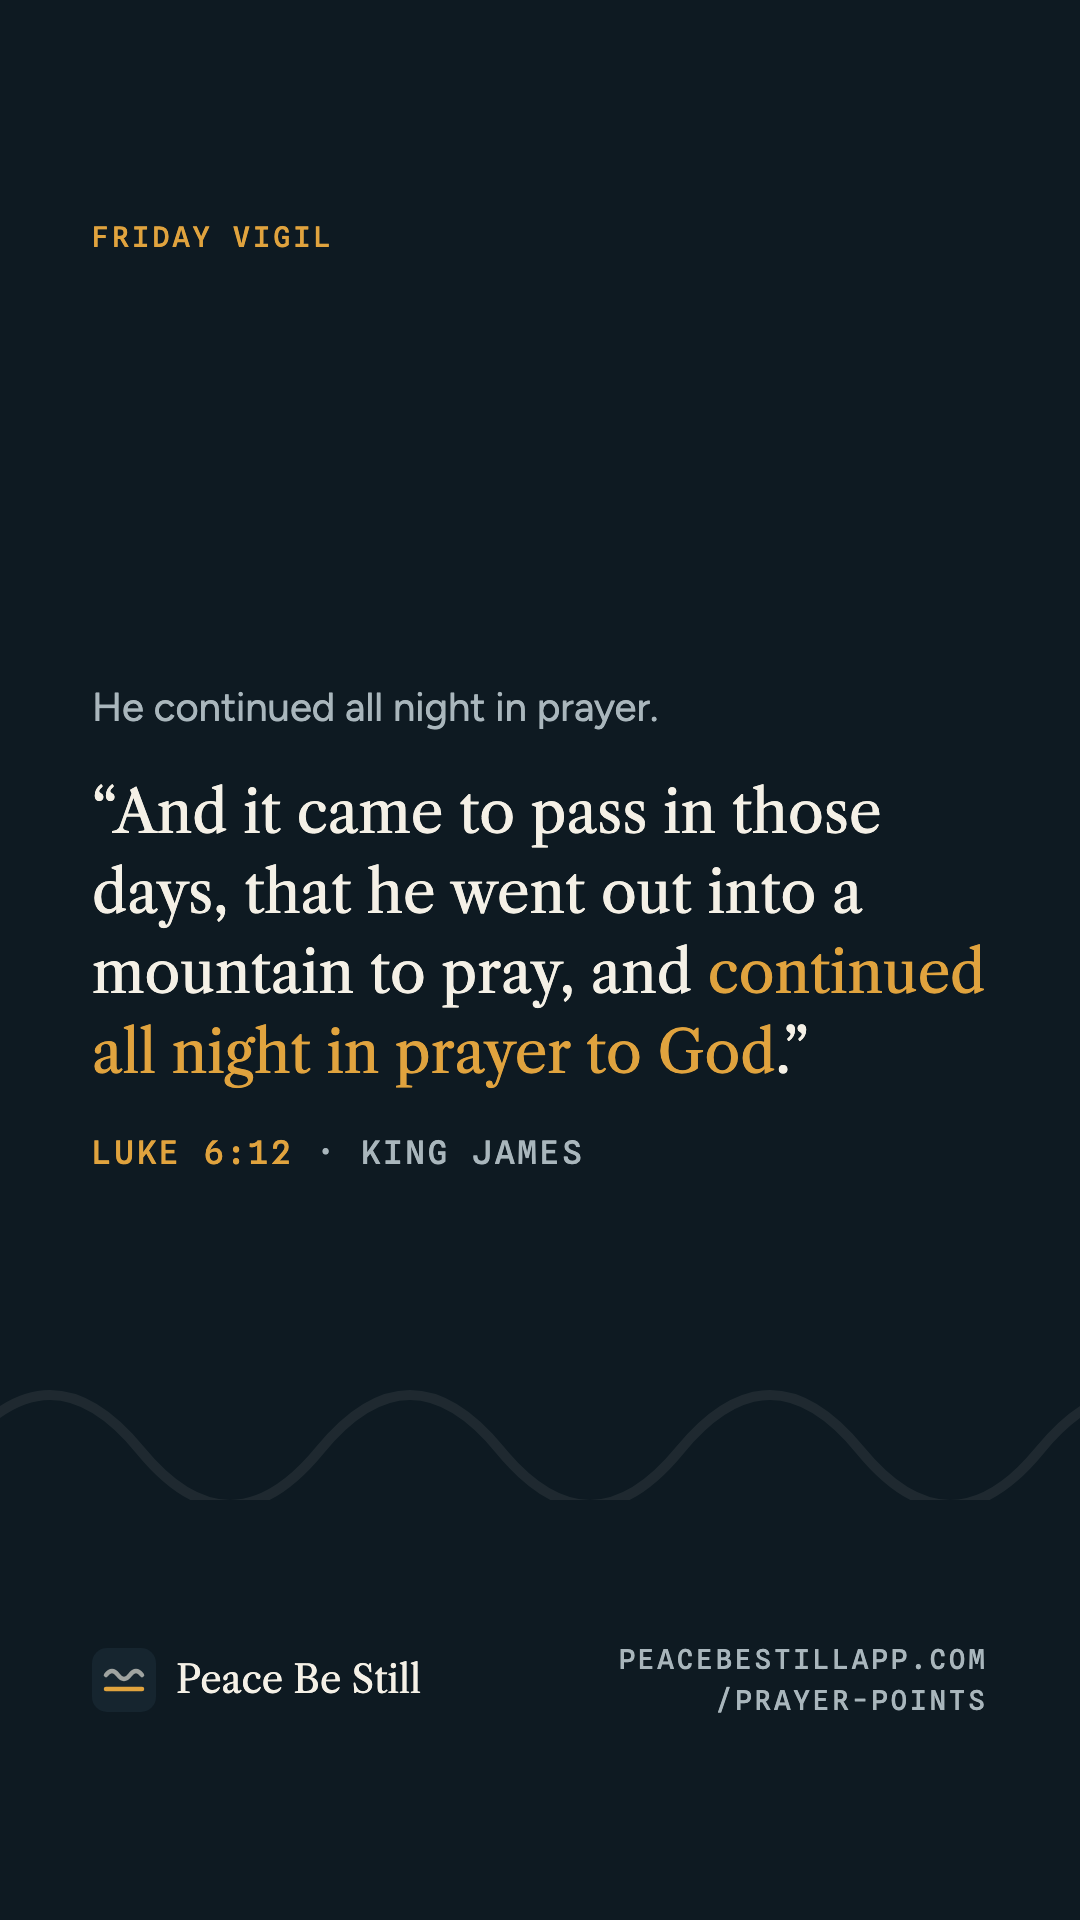 FRIDAY VIGIL
He continued all night in prayer.
“And it came to pass in those
days, that he went out into a
mountain to pray, and continued
all night in prayer to God.”
LUKE 6:12 · KING JAMES
Peace Be Still
PEACEBESTILLAPP.COM
/PRAYER-POINTS